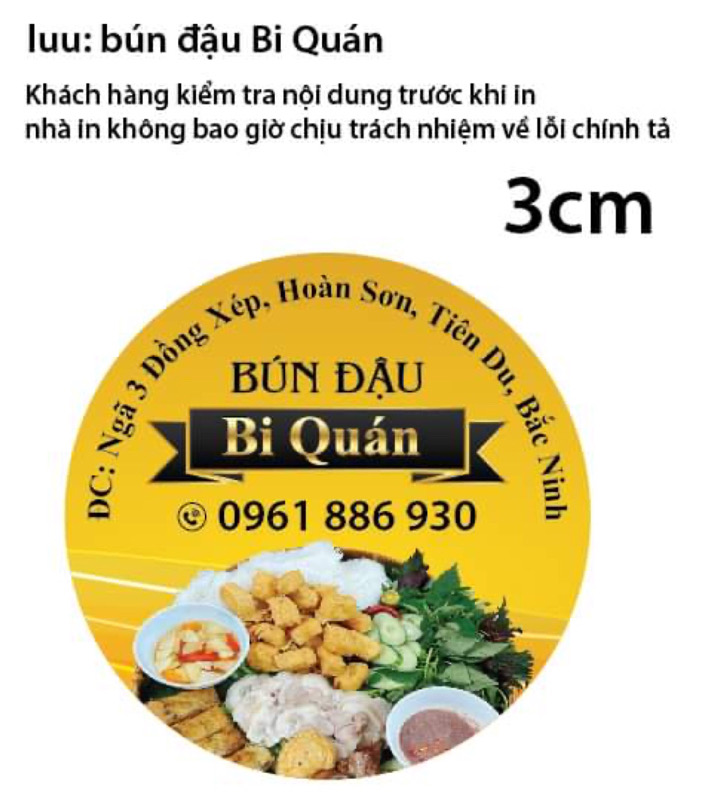 luu: bún đậu Bi Quán
Khách hàng kiểm tra nội dung trước khi in
nhà in không bao giờ chịu trách nhiệm về lỗi chính tả
3cm
ĐC: Ngã 3 Đồng Xép, Hoàn Sơn, Tiên Du, Bắc Ninh
BÚN ĐẬU
Bi Quán
0961 886 930